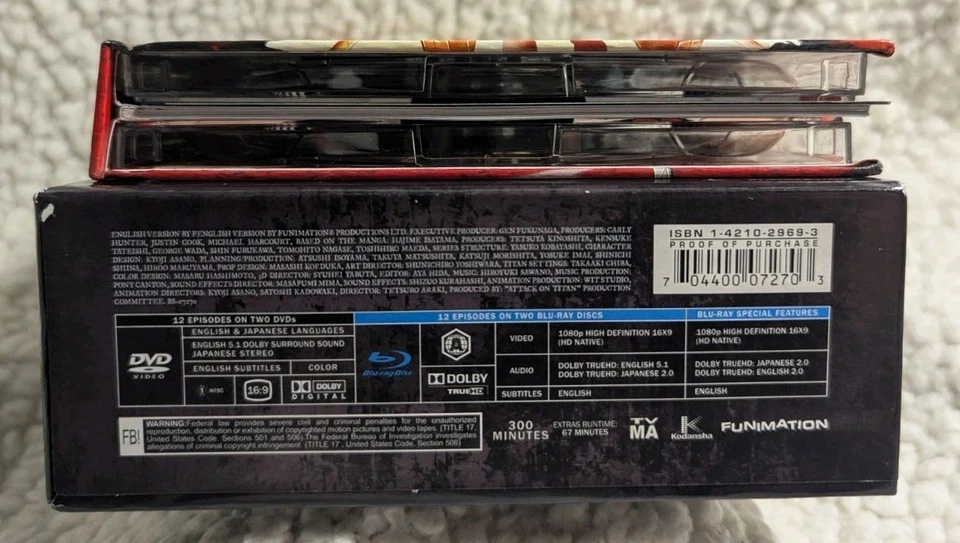 ENGLISH VERSION BY ENGLISH VERSION BY FUNIMATION® PRODUCTIONS LTD. EXECUTIVE PRODUCER: GEN FUKUNAGA, PRODUCERS: CARLY
HUNTER, JUSTIN COOK, MICHAEL HARCOURT, BASED ON THE MANGA: HAJIME ISAYAMA, PRODUCERS: TETSUYA KINOSHITA, KENSUKE
TATEISHI, GEORGE WADA, SHIN FURUKAWA, TOMOHITO NAGASE, TOSHIHIRO MAEDA, SERIES STRUCTURE: YASUKO KOBAYASHI, CHARACTER
DESIGN: KYOJI ASANO, PLANNING/PRODUCTION: ATSUSHI ISOYAMA, TAKUYA MATSUSHITA, KATSUJI MORISHITA, YOSUKE IMAI, SHINICHI
SHIINA, HIROO MARUYAMA, PROP DESIGN: MASASHI KOEDUKA, ART DIRECTOR: SHUNICHIRO YOSHIWARA, TITAN SETTINGS: TAKAAKI CHIBA,
COLOR DESIGN: MASARU HASHIMOTO, 3D DIRECTOR: SYUHEI YABUTA, EDITOR: AYA HIDA, MUSIC: HIROYUKI SAWANO, MUSIC PRODUCTION:
PONY CANYON, SOUND EFFECTS DIRECTOR: MASAFUMI MIMA, SOUND EFFECTS: SHIZUO KURAHASHI, ANIMATION PRODUCTION: WIT STUDIO,
ANIMATION DIRECTORS: KYOJI ASANO, SATOSHI KADOWAKI, DIRECTOR: TETSURO ARAKI, PRODUCED BY: "ATTACK ON TITAN" PRODUCTION
COMMITTEE. BS-07270
ISBN 1-4210-2969-3
PROOF OF PURCHASE
7 04400 07270 3
12 EPISODES ON TWO DVDs
ENGLISH & JAPANESE LANGUAGES
ENGLISH 5.1 DOLBY SURROUND SOUND
JAPANESE STEREO
ENGLISH SUBTITLES COLOR
DVD
VIDEO
1 NTSC
16:9
DOLBY
DIGITAL
12 EPISODES ON TWO BLU-RAY DISCS
BLU-RAY SPECIAL FEATURES
Blu-ray Disc
A
DOLBY
TRUEHD
VIDEO
1080p HIGH DEFINITION 16X9
(HD NATIVE)
1080p HIGH DEFINITION 16X9
(HD NATIVE)
AUDIO
DOLBY TRUEHD: ENGLISH 5.1
DOLBY TRUEHD: JAPANESE 2.0
DOLBY TRUEHD: JAPANESE 2.0
DOLBY TRUEHD: ENGLISH 2.0
SUBTITLES ENGLISH ENGLISH
FBI
WARNING: Federal law provides severe civil and criminal penalties for the unauthorized
reproduction, distribution or exhibition of copyrighted motion pictures and video tapes. (TITLE 17,
United States Code, Sections 501 and 506). The Federal Bureau of Investigation investigates
allegations of criminal copyright infringement. (TITLE 17, United States Code, Section 506)
300
MINUTES
EXTRAS RUNTIME:
67 MINUTES
TV
MA
k
Kodansha
FUNIMATION